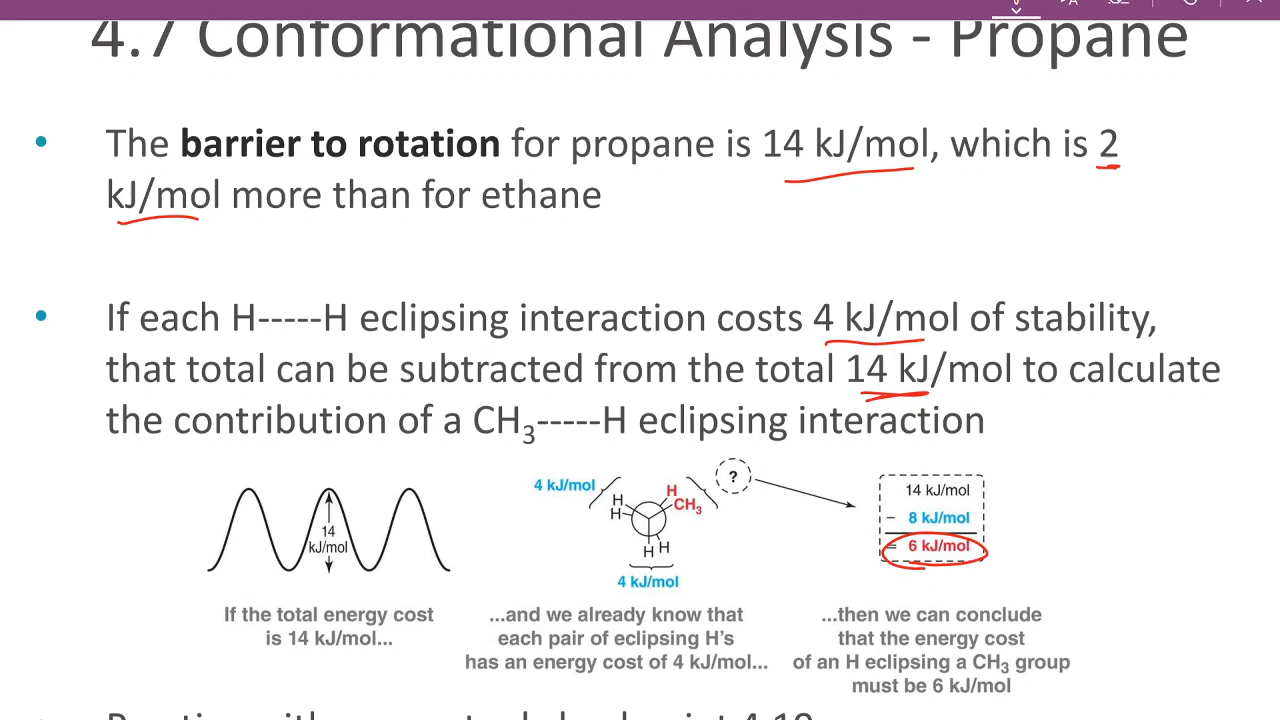 4.7 Conformational Analysis - Propane
• The barrier to rotation for propane is 14 kJ/mol, which is 2
kJ/mol more than for ethane
• If each H-----H eclipsing interaction costs 4 kJ/mol of stability,
that total can be subtracted from the total 14 kJ/mol to calculate
the contribution of a CH₃-----H eclipsing interaction
14
kJ/mol
If the total energy cost
is 14 kJ/mol...
4 kJ/mol
H
H
H
CH₃
H H
?
4 kJ/mol
...and we already know that
each pair of eclipsing H's
has an energy cost of 4 kJ/mol...
14 kJ/mol
− 8 kJ/mol
= 6 kJ/mol
...then we can conclude
that the energy cost
of an H eclipsing a CH₃ group
must be 6 kJ/mol